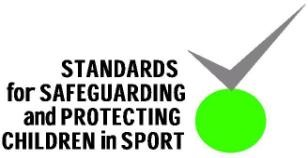 STANDARDS
for SAFEGUARDING
and PROTECTING
CHILDREN in SPORT